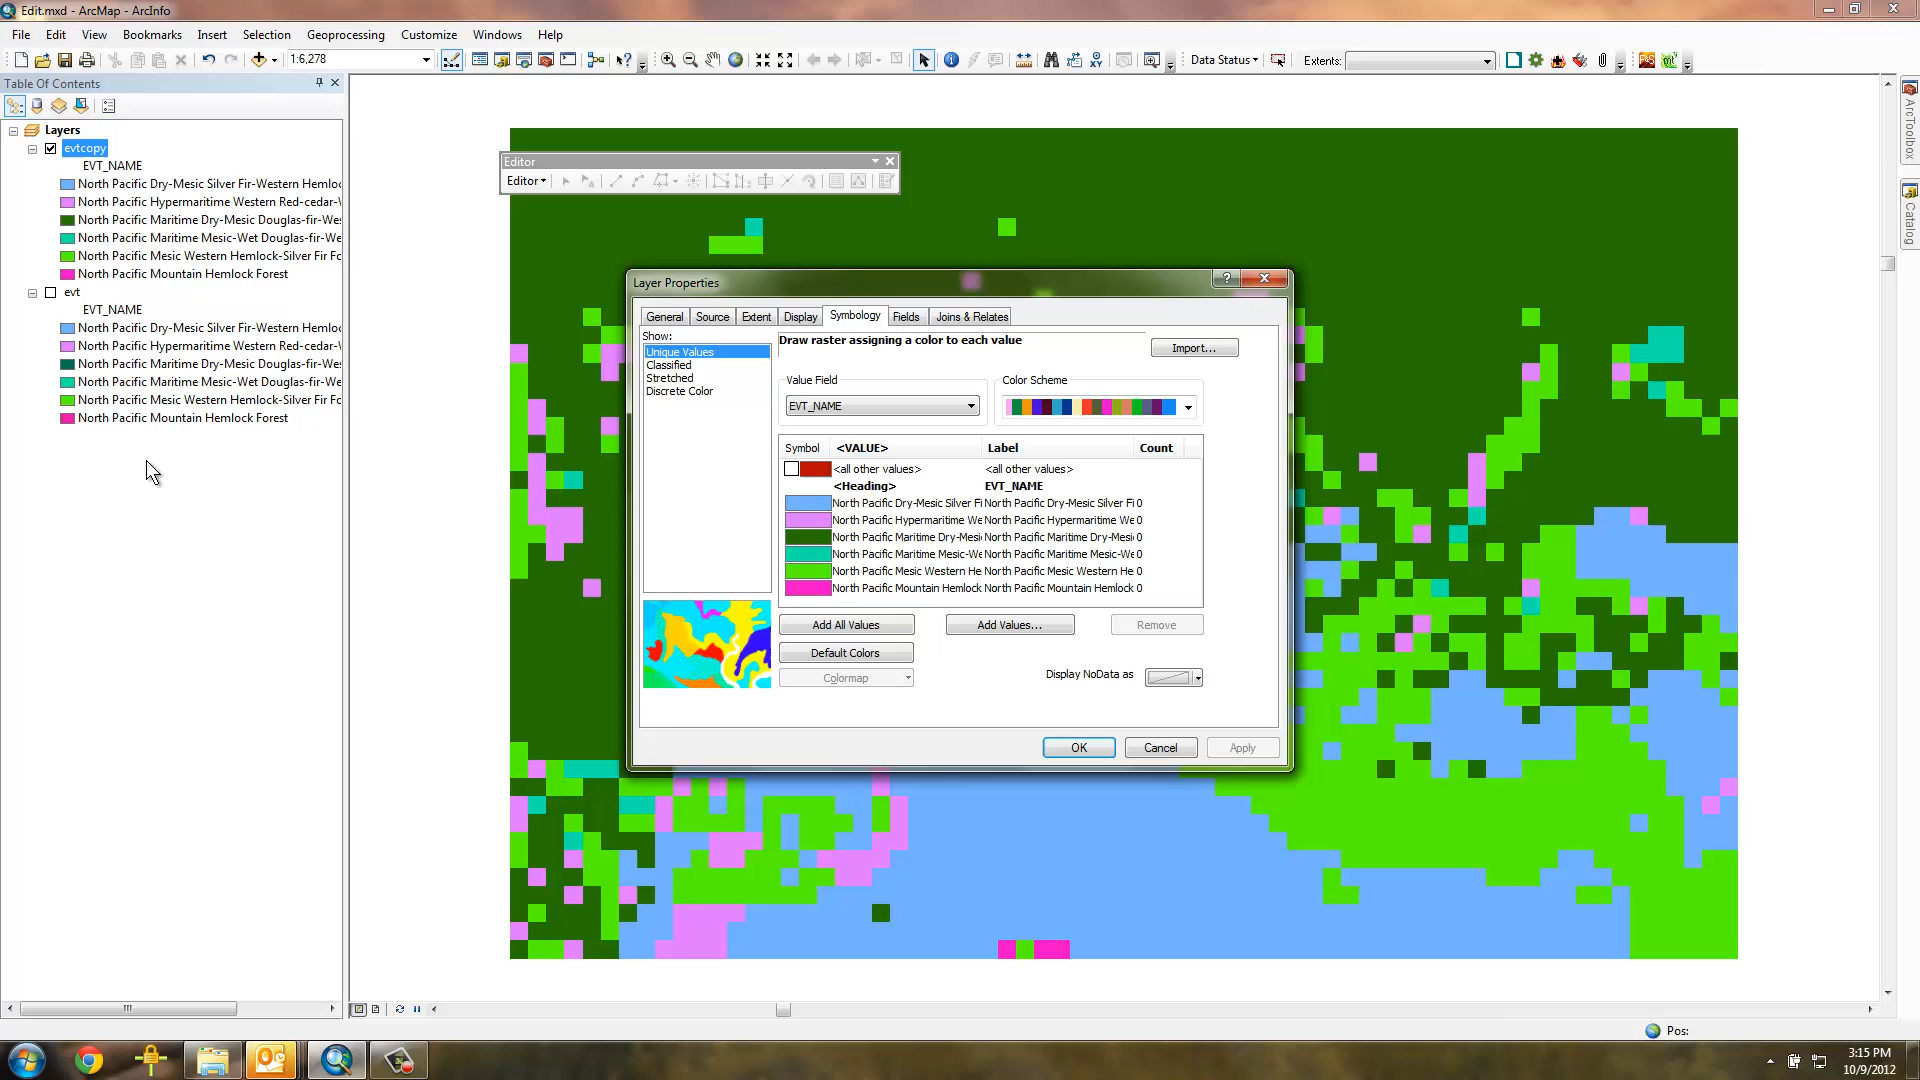 Edit.mxd - ArcMap - ArcInfo
File Edit View Bookmarks Insert Selection Geoprocessing Customize Windows Help
1:6,278
Data Status
Extents:
Table Of Contents
Layers
evtcopy
EVT_NAME
North Pacific Dry-Mesic Silver Fir-Western Hemlo
North Pacific Hypermaritime Western Red-cedar-
North Pacific Maritime Dry-Mesic Douglas-fir-We
North Pacific Maritime Mesic-Wet Douglas-fir-We
North Pacific Mesic Western Hemlock-Silver Fir Fo
North Pacific Mountain Hemlock Forest
evt
EVT_NAME
North Pacific Dry-Mesic Silver Fir-Western Hemlo
North Pacific Hypermaritime Western Red-cedar-
North Pacific Maritime Dry-Mesic Douglas-fir-We
North Pacific Maritime Mesic-Wet Douglas-fir-We
North Pacific Mesic Western Hemlock-Silver Fir Fo
North Pacific Mountain Hemlock Forest
Editor
Editor
Layer Properties
General Source Extent Display Symbology Fields Joins & Relates
Show:
Unique Values
Classified
Stretched
Discrete Color
Draw raster assigning a color to each value
Import...
Value Field
EVT_NAME
Color Scheme
Symbol <VALUE> Label Count
<all other values> <all other values>
<Heading> EVT_NAME
North Pacific Dry-Mesic Silver Fi North Pacific Dry-Mesic Silver Fi 0
North Pacific Hypermaritime We North Pacific Hypermaritime We 0
North Pacific Maritime Dry-Mesi North Pacific Maritime Dry-Mesi 0
North Pacific Maritime Mesic-We North Pacific Maritime Mesic-We 0
North Pacific Mesic Western He North Pacific Mesic Western He 0
North Pacific Mountain Hemlock North Pacific Mountain Hemlock 0
Add All Values
Add Values...
Remove
Default Colors
Colormap
Display NoData as
OK
Cancel
Apply
ArcToolbox
Catalog
Pos:
3:15 PM
10/9/2012